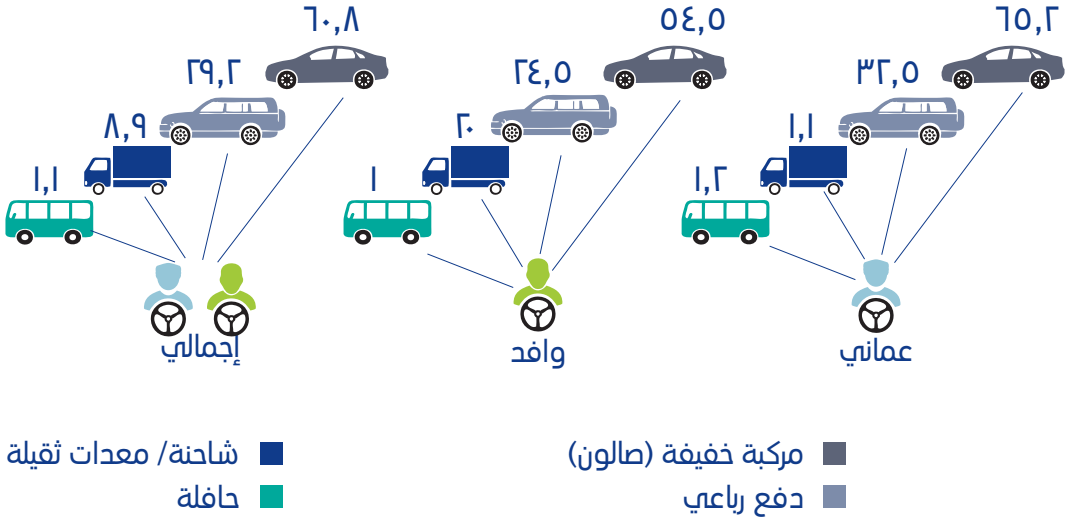 ٦٥,٢
٥٤,٥
٦٠,٨
٣٢,٥
٢٤,٥
٢٩,٢
١,١
٢٠
٨,٩
١,٢
١
١,١
عماني
وافد
إجمالي
مركبة خفيفة (صالون)
شاحنة/ معدات ثقيلة
دفع رباعي
حافلة